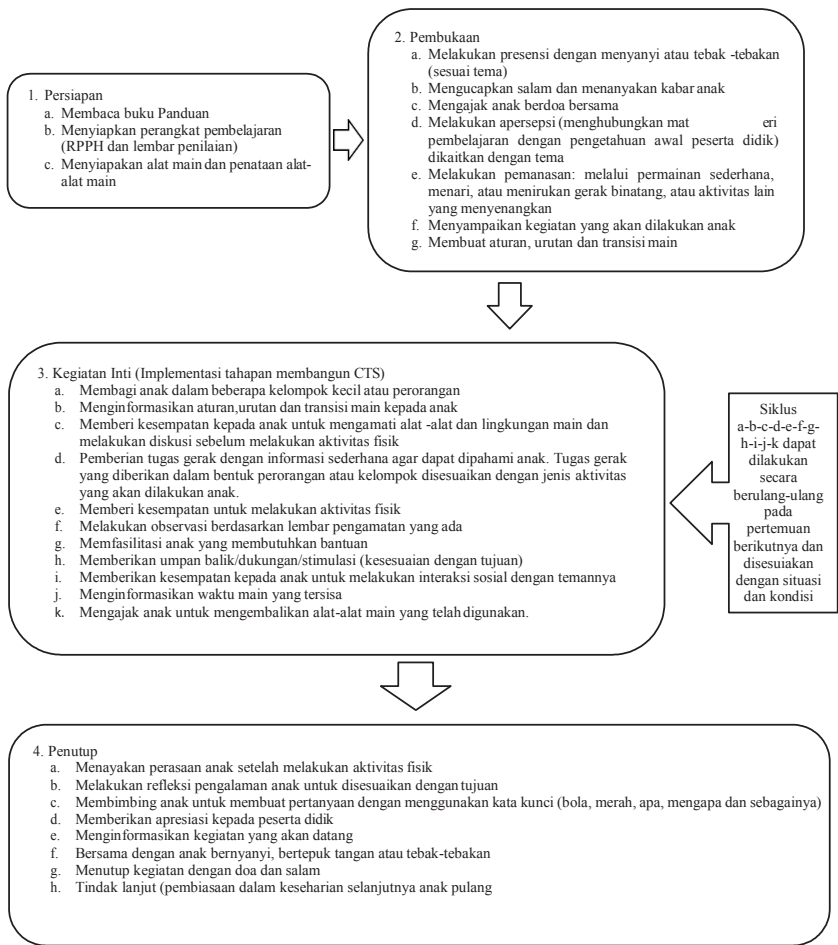 1. Persiapan
a. Membaca buku Panduan
b. Menyiapkan perangkat pembelajaran
(RPPH dan lembar penilaian)
c. Menyiapakan alat main dan penataan alat-
alat main
2. Pembukaan
a. Melakukan presensi dengan menyanyi atau tebak -tebakan
(sesuai tema)
b. Mengucapkan salam dan menanyakan kabar anak
c. Mengajak anak berdoa bersama
d. Melakukan apersepsi (menghubungkan mat eri
pembelajaran dengan pengetahuan awal peserta didik)
dikaitkan dengan tema
e. Melakukan pemanasan: melalui permainan sederhana,
menari, atau menirukan gerak binatang, atau aktivitas lain
yang menyenangkan
f. Menyampaikan kegiatan yang akan dilakukan anak
g. Membuat aturan, urutan dan transisi main
3. Kegiatan Inti (Implementasi tahapan membangun CTS)
a. Membagi anak dalam beberapa kelompok kecil atau perorangan
b. Menginformasikan aturan,urutan dan transisi main kepada anak
c. Memberi kesempatan kepada anak untuk mengamati alat -alat dan lingkungan main dan
melakukan diskusi sebelum melakukan aktivitas fisik
d. Pemberian tugas gerak dengan informasi sederhana agar dapat dipahami anak. Tugas gerak
yang diberikan dalam bentuk perorangan atau kelompok disesuaikan dengan jenis aktivitas
yang akan dilakukan anak.
e. Memberi kesempatan untuk melakukan aktivitas fisik
f. Melakukan observasi berdasarkan lembar pengamatan yang ada
g. Memfasilitasi anak yang membutuhkan bantuan
h. Memberikan umpan balik/dukungan/stimulasi (kesesuaian dengan tujuan)
i. Memberikan kesempatan kepada anak untuk melakukan interaksi sosial dengan temannya
j. Menginformasikan waktu main yang tersisa
k. Mengajak anak untuk mengembalikan alat-alat main yang telah digunakan.
Siklus
a-b-c-d-e-f-g-
h-i-j-k dapat
dilakukan
secara
berulang-ulang
pada
pertemuan
berikutnya dan
disesuiakan
dengan situasi
dan kondisi
4. Penutup
a. Menayakan perasaan anak setelah melakukan aktivitas fisik
b. Melakukan refleksi pengalaman anak untuk disesuaikan dengan tujuan
c. Membimbing anak untuk membuat pertanyaan dengan menggunakan kata kunci (bola, merah, apa, mengapa dan sebagainya)
d. Memberikan apresiasi kepada peserta didik
e. Menginformasikan kegiatan yang akan datang
f. Bersama dengan anak bernyanyi, bertepuk tangan atau tebak-tebakan
g. Menutup kegiatan dengan doa dan salam
h. Tindak lanjut (pembiasaan dalam keseharian selanjutnya anak pulang